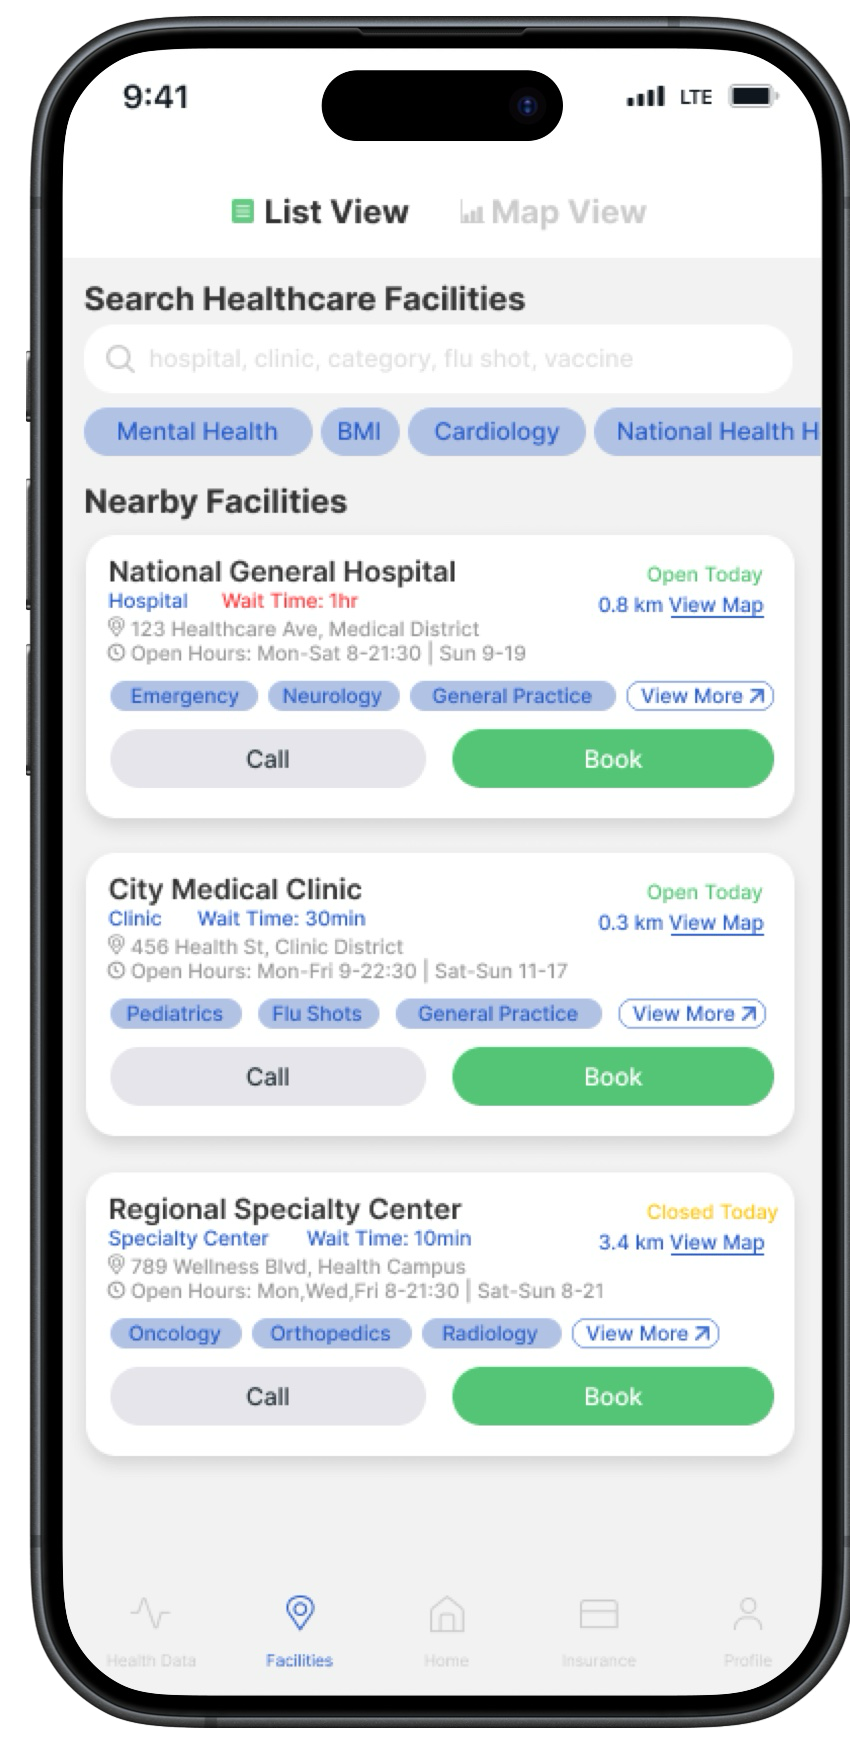 9:41 LTE
List View Map View
Search Healthcare Facilities
hospital, clinic, category, flu shot, vaccine
Mental Health BMI Cardiology National Health H
Nearby Facilities
National General Hospital Open Today
Hospital Wait Time: 1hr 0.8 km View Map
123 Healthcare Ave, Medical District
Open Hours: Mon-Sat 8-21:30 | Sun 9-19
Emergency Neurology General Practice View More
Call Book
City Medical Clinic Open Today
Clinic Wait Time: 30min 0.3 km View Map
456 Health St, Clinic District
Open Hours: Mon-Fri 9-22:30 | Sat-Sun 11-17
Pediatrics Flu Shots General Practice View More
Call Book
Regional Specialty Center Closed Today
Specialty Center Wait Time: 10min 3.4 km View Map
789 Wellness Blvd, Health Campus
Open Hours: Mon,Wed,Fri 8-21:30 | Sat-Sun 8-21
Oncology Orthopedics Radiology View More
Call Book
Health Data Facilities Home Insurance Profile